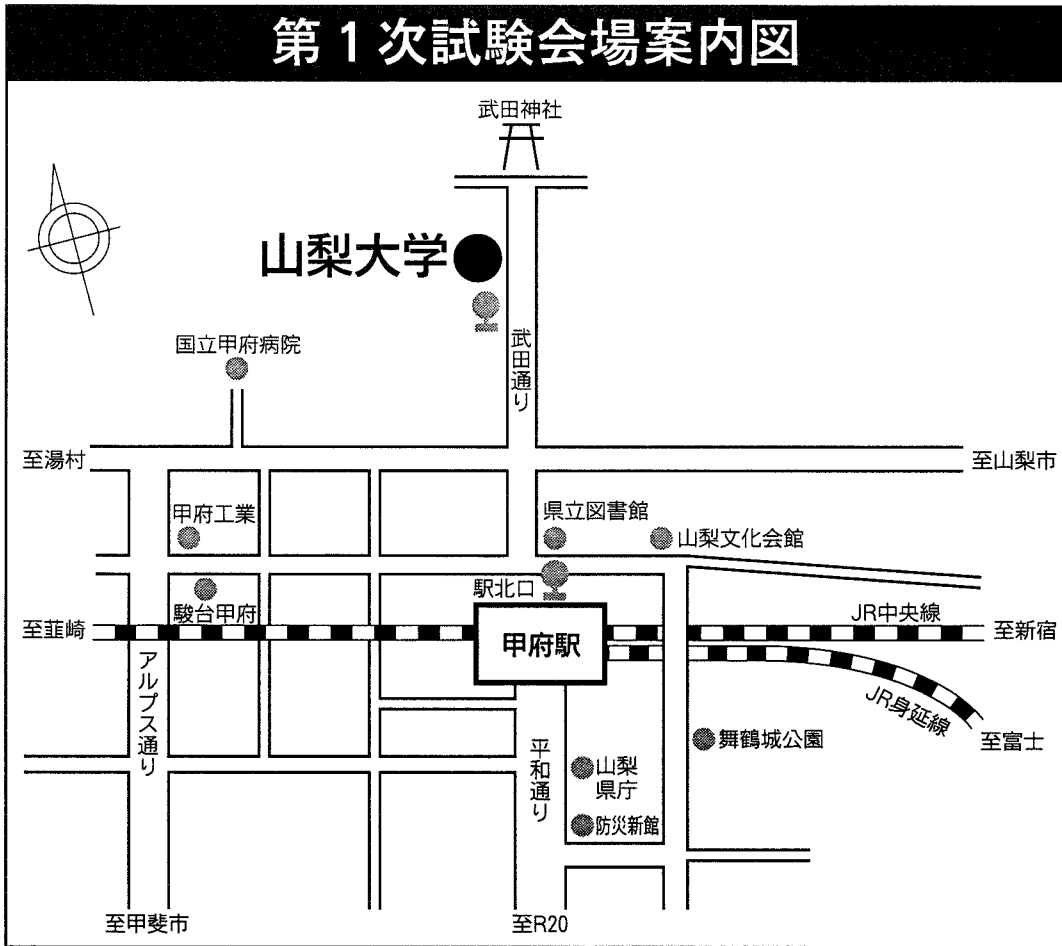 第1次試験会場案内図
武田神社
山梨大学
武田通り
国立甲府病院
至湯村
至山梨市
甲府工業
県立図書館
山梨文化会館
駅北口
駿台甲府
至韮崎
甲府駅
JR中央線
至新宿
JR身延線
至富士
アルプス通り
平和通り
舞鶴城公園
山梨
県庁
防災新館
至甲斐市
至R20